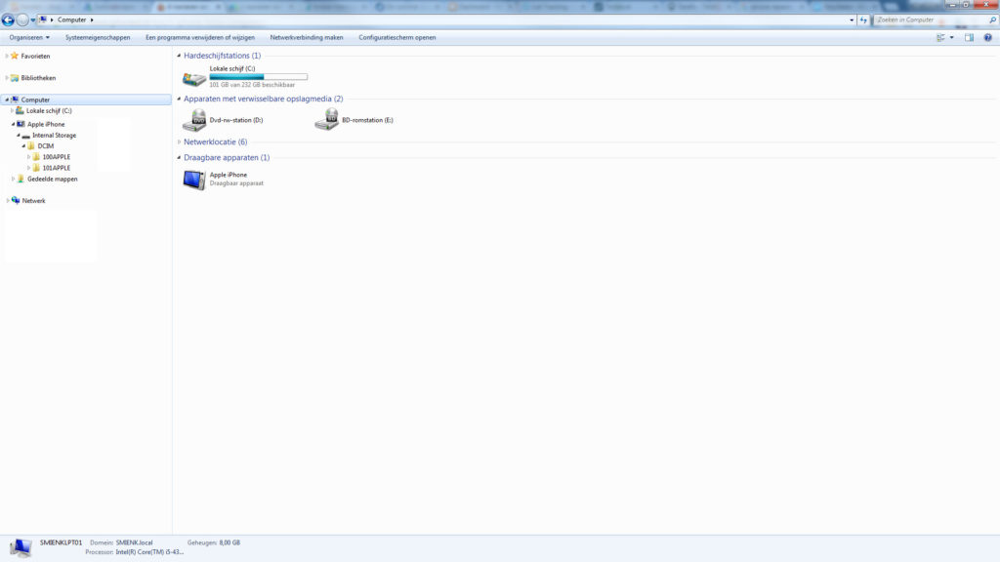 Computer
Zoeken in Computer
Organiseren Systeemeigenschappen Een programma verwijderen of wijzigen Netwerkverbinding maken Configuratiescherm openen
Favorieten
Bibliotheken
Computer
Lokale schijf (C:)
Apple iPhone
Internal Storage
DCIM
100APPLE
101APPLE
Gedeelde mappen
Netwerk
Hardeschijfstations (1)
Lokale schijf (C:)
101 GB van 232 GB beschikbaar
Apparaten met verwisselbare opslagmedia (2)
Dvd-rw-station (D:) BD-romstation (E:)
Netwerklocatie (6)
Draagbare apparaten (1)
Apple iPhone
Draagbaar apparaat
SMIENKLPT01 Domein: SMIENK.local Geheugen: 8,00 GB
Processor: Intel(R) Core(TM) i5-43...